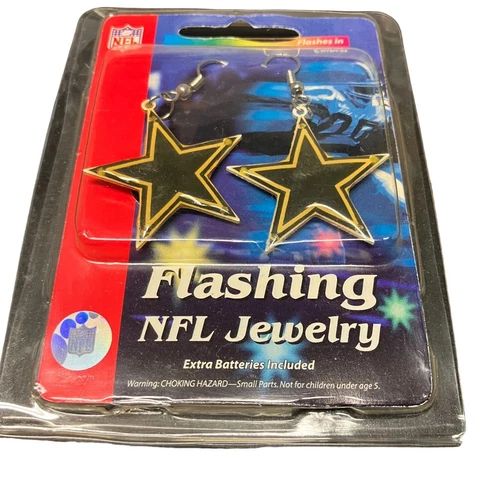 NFL
Flashes in
Flashing
NFL Jewelry
Extra Batteries Included
Warning: CHOKING HAZARD—Small Parts. Not for children under age 5.
NFL